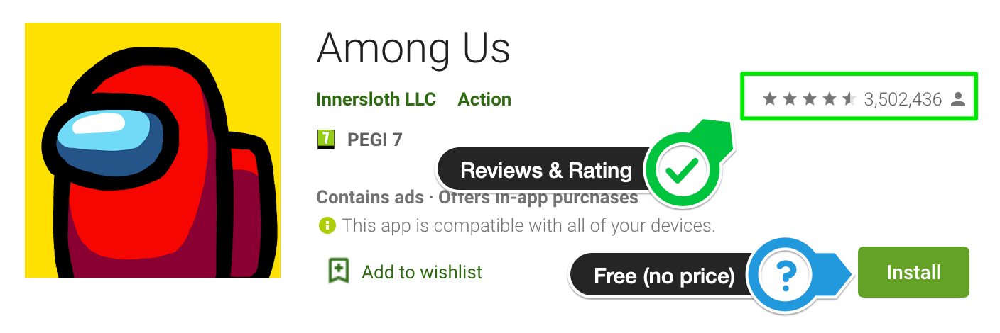 Among Us
Innersloth LLC Action
3,502,436
7 PEGI 7
Reviews & Rating
Contains ads · Offers in-app purchases
This app is compatible with all of your devices.
Add to wishlist
Free (no price)
Install